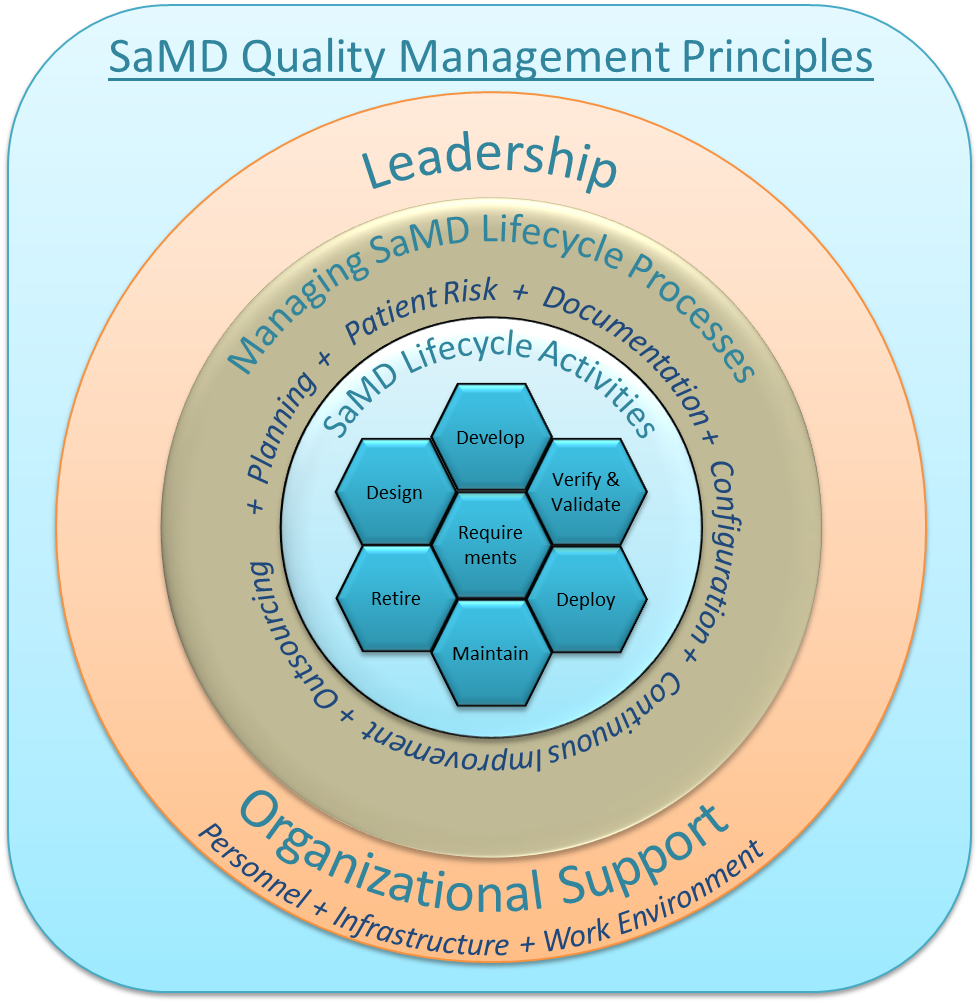 SaMD Quality Management Principles
Leadership
Managing SaMD Lifecycle Processes
+ Planning + Patient Risk + Documentation + Configuration + Continuous Improvement + Outsourcing
SaMD Lifecycle Activities
Develop
Design
Verify &
Validate
Require
ments
Retire
Deploy
Maintain
Organizational Support
Personnel + Infrastructure + Work Environment